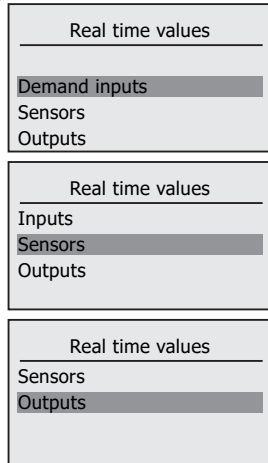 Real time values
Demand inputs
Sensors
Outputs
Real time values
Inputs
Sensors
Outputs
Real time values
Sensors
Outputs